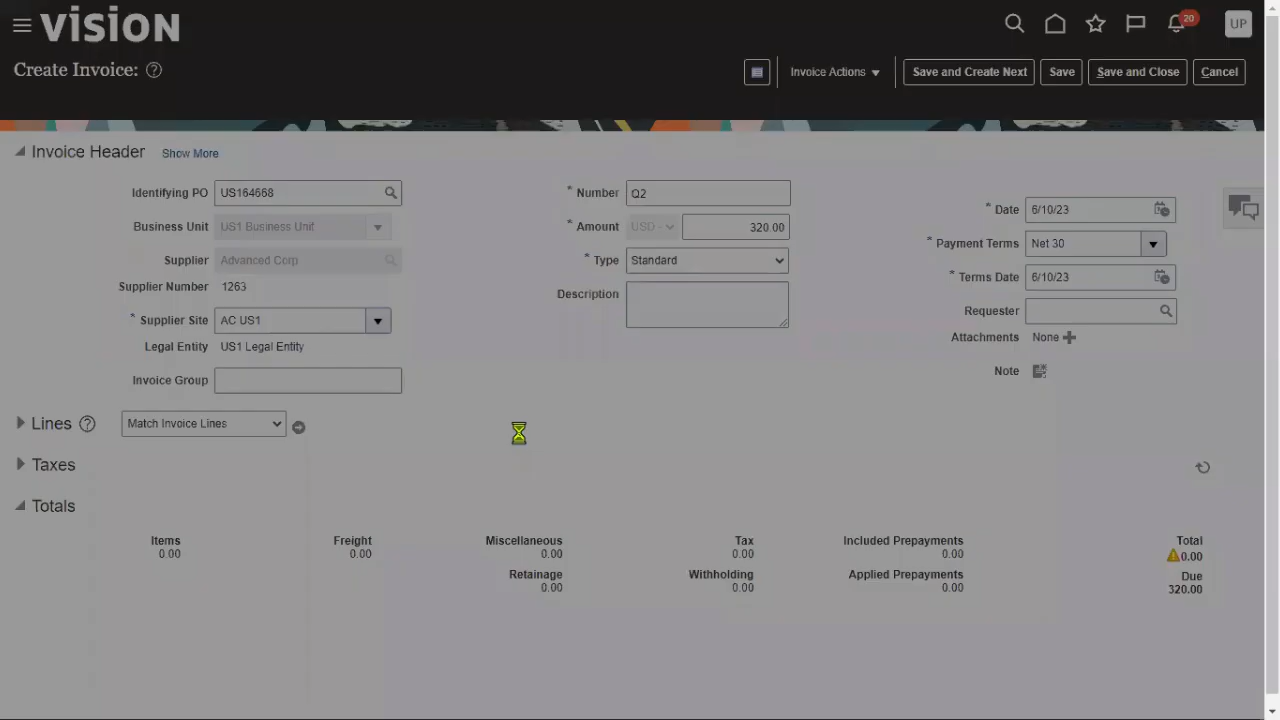 vision
20
UP
Create Invoice:
Invoice Actions
Save and Create Next
Save
Save and Close
Cancel
Invoice Header
Show More
Identifying PO US164668
Business Unit US1 Business Unit
Supplier Advanced Corp
Supplier Number 1263
* Supplier Site AC US1
Legal Entity US1 Legal Entity
Invoice Group
* Number Q2
* Amount USD - 320.00
* Type Standard
Description
* Date 6/10/23
* Payment Terms Net 30
* Terms Date 6/10/23
Requester
Attachments None
Note
Lines ? Match Invoice Lines
Taxes
Totals
Items Freight Miscellaneous Tax Included Prepayments Total
0.00 0.00 0.00 0.00 0.00 0.00
Retainage Withholding Applied Prepayments Due
0.00 0.00 0.00 320.00